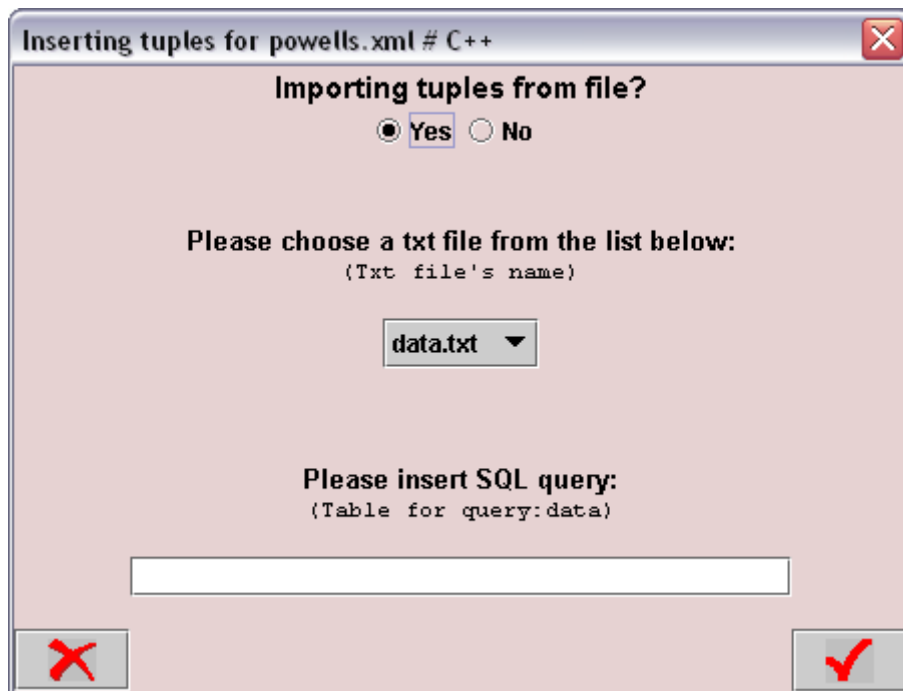 Inserting tuples for powells.xml # C++
Importing tuples from file?
Yes No
Please choose a txt file from the list below:
(Txt file's name)
data.txt
Please insert SQL query:
(Table for query:data)